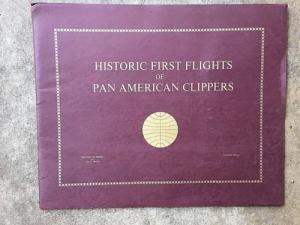 HISTORIC FIRST FLIGHTS
OF
PAN AMERICAN CLIPPERS